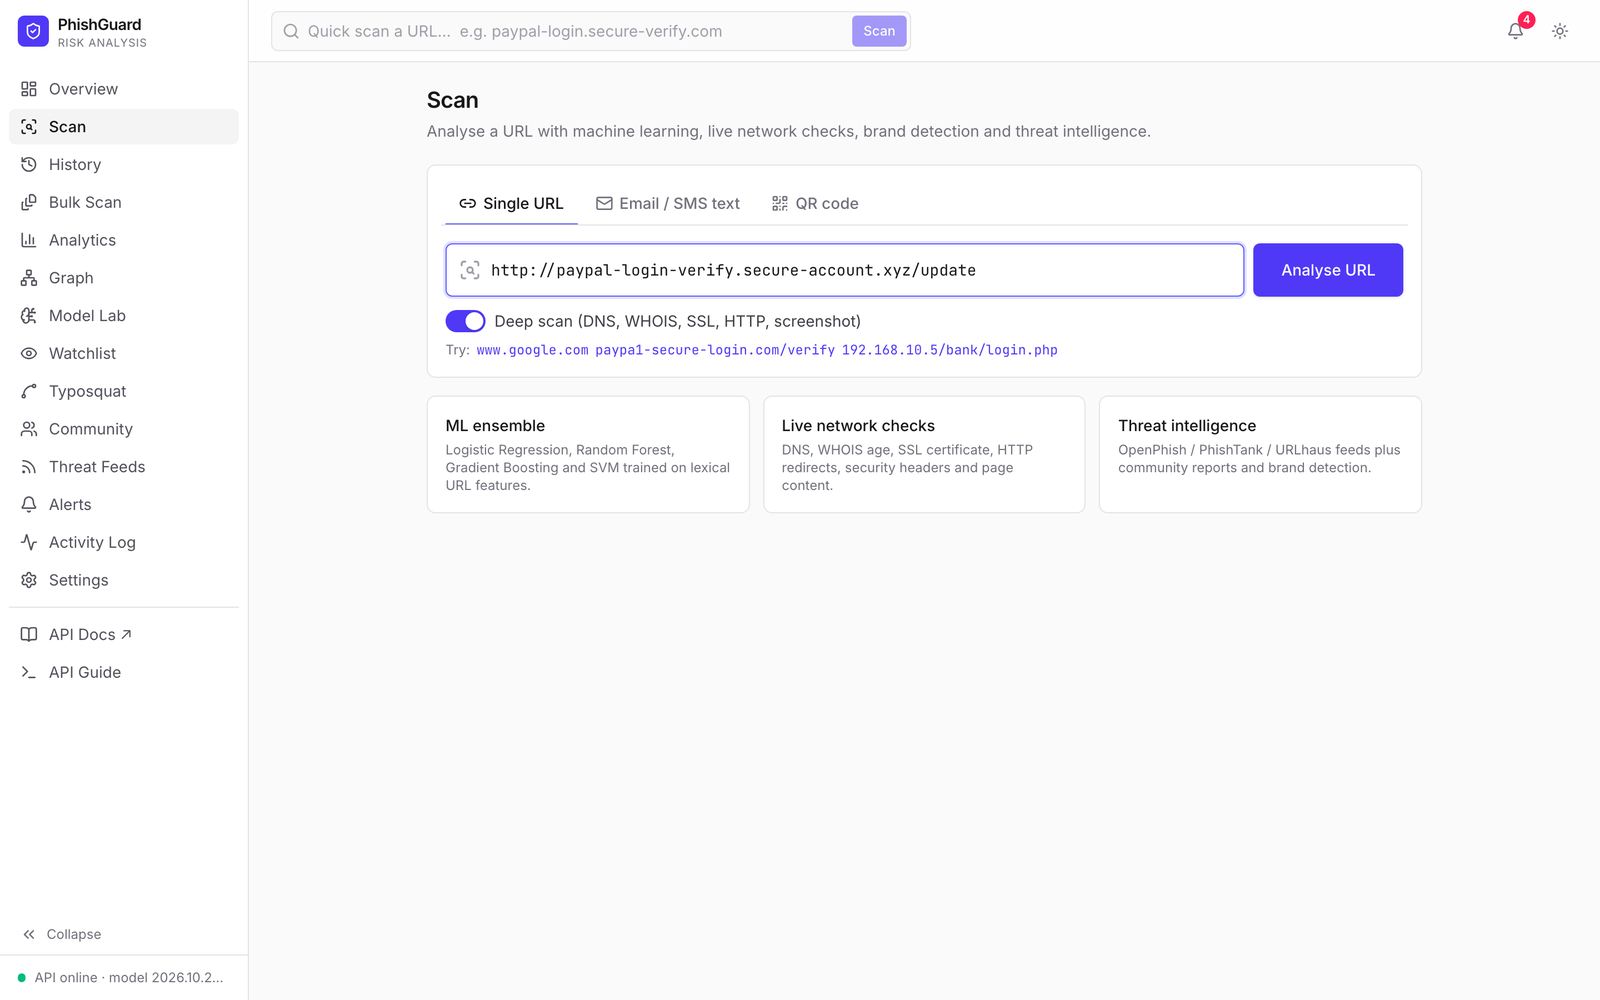 PhishGuard
RISK ANALYSIS
Quick scan a URL... e.g. paypal-login.secure-verify.com
Scan
4
Overview
Scan
History
Bulk Scan
Analytics
Graph
Model Lab
Watchlist
Typosquat
Community
Threat Feeds
Alerts
Activity Log
Settings
API Docs ↗
API Guide
Collapse
API online · model 2026.10.2...
Scan
Analyse a URL with machine learning, live network checks, brand detection and threat intelligence.
Single URL
Email / SMS text
QR code
http://paypal-login-verify.secure-account.xyz/update
Analyse URL
Deep scan (DNS, WHOIS, SSL, HTTP, screenshot)
Try: www.google.com paypa1-secure-login.com/verify 192.168.10.5/bank/login.php
ML ensemble
Logistic Regression, Random Forest,
Gradient Boosting and SVM trained on lexical
URL features.
Live network checks
DNS, WHOIS age, SSL certificate, HTTP
redirects, security headers and page
content.
Threat intelligence
OpenPhish / PhishTank / URLhaus feeds plus
community reports and brand detection.